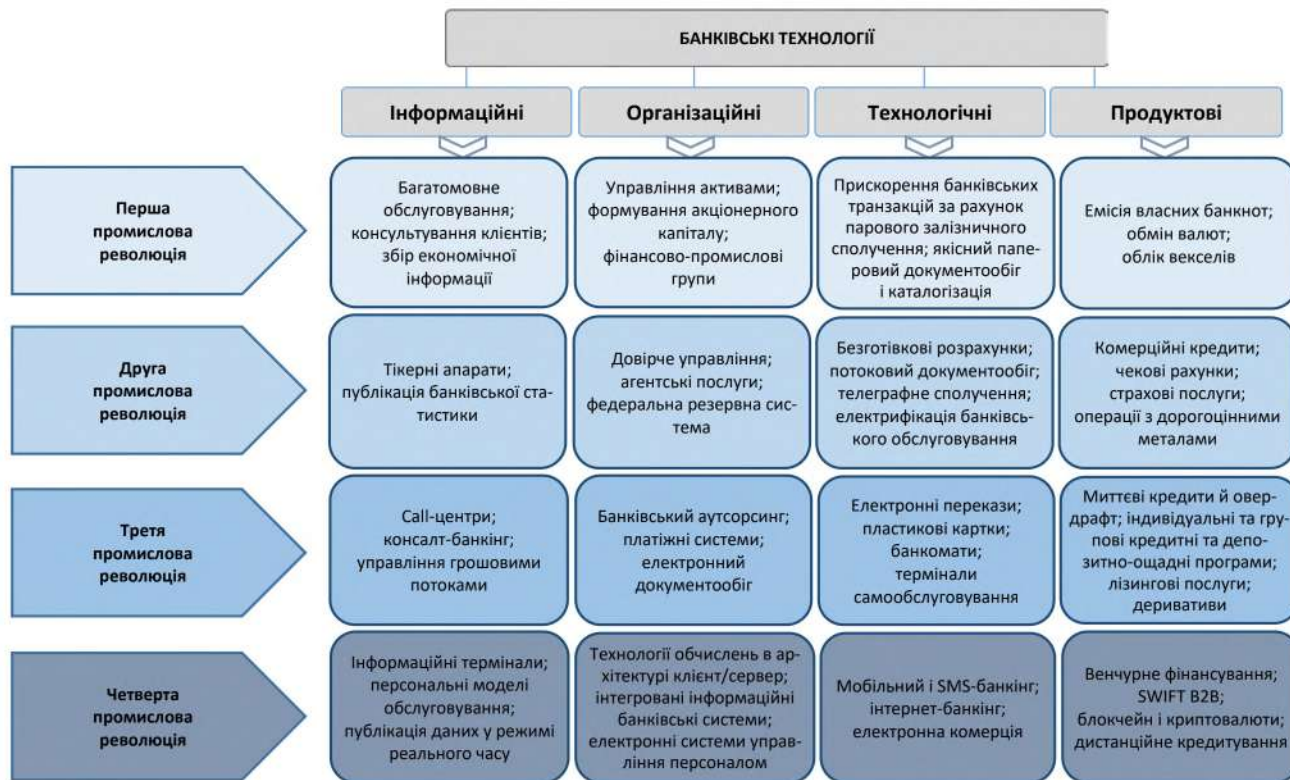 БАНКІВСЬКІ ТЕХНОЛОГІЇ
Інформаційні
Організаційні
Технологічні
Продуктові
Перша
промислова
революція
Багатомовне
обслуговування;
консультування клієнтів;
збір економічної
інформації
Управління активами;
формування акціонерного
капіталу;
фінансово-промислові
групи
Прискорення банківських
транзакцій за рахунок
парового залізничного
сполучення; якісний папе-
ровий документообіг
і каталогізація
Емісія власних банкнот;
обмін валют;
облік векселів
Друга
промислова
революція
Тікерні апарати;
публікація банківської ста-
тистики
Довірче управління;
агентські послуги;
федеральна резервна сис-
тема
Безготівкові розрахунки;
потоковий документообіг;
телеграфне сполучення;
електрифікація банківсь-
кого обслуговування
Комерційні кредити;
чекові рахунки;
страхові послуги;
операції з дорогоцінними
металами
Третя
промислова
революція
Call-центри;
консалт-банкінг;
управління грошовими
потоками
Банківський аутсорсинг;
платіжні системи;
електронний
документообіг
Електронні перекази;
пластикові картки;
банкомати;
термінали
самообслуговування
Миттєві кредити й овер-
драфт; індивідуальні та гру-
пові кредитні та депо-
зитно-ощадні програми;
лізингові послуги;
деривативи
Четверта
промислова
революція
Інформаційні термінали;
персональні моделі
обслуговування;
публікація даних у режимі
реального часу
Технології обчислень в ар-
хітектурі клієнт/сервер;
інтегровані інформаційні
банківські системи;
електронні системи управ-
ління персоналом
Мобільний і SMS-банкінг;
інтернет-банкінг;
електронна комерція
Венчурне фінансування;
SWIFT B2B;
блокчейн і криптовалюти;
дистанційне кредитування